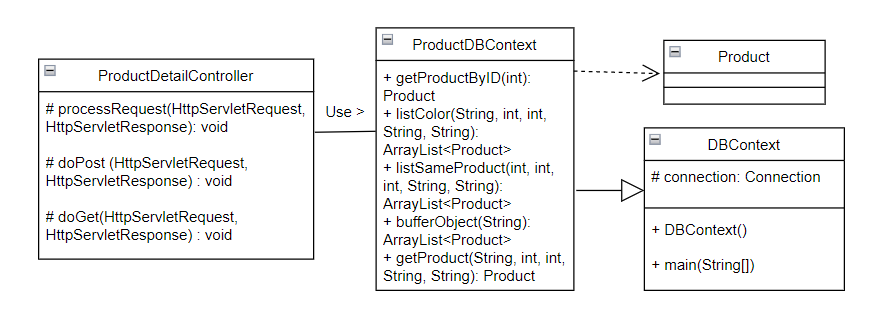 ProductDetailController
# processRequest(HttpServletRequest,
HttpServletResponse): void
# doPost (HttpServletRequest,
HttpServletResponse) : void
# doGet(HttpServletRequest,
HttpServletResponse) : void
Use >
ProductDBContext
+ getProductByID(int):
Product
+ listColor(String, int, int,
String, String):
ArrayList<Product>
+ listSameProduct(int, int,
int, String, String):
ArrayList<Product>
+ bufferObject(String):
ArrayList<Product>
+ getProduct(String, int, int,
String, String): Product
Product
DBContext
# connection: Connection
+ DBContext()
+ main(String[])